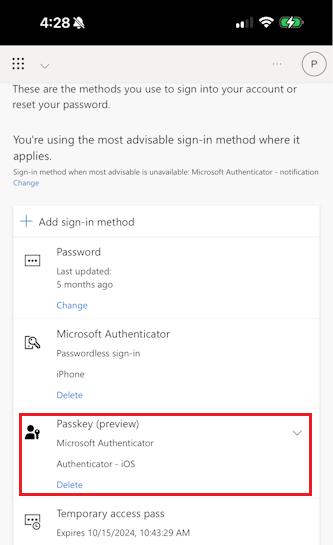 4:28
P
These are the methods you use to sign into your account or
reset your password.
You're using the most advisable sign-in method where it
applies.
Sign-in method when most advisable is unavailable: Microsoft Authenticator - notification
Change
Add sign-in method
Password
Last updated:
5 months ago
Change
Microsoft Authenticator
Passwordless sign-in
iPhone
Delete
Passkey (preview)
Microsoft Authenticator
Authenticator - iOS
Delete
Temporary access pass
Expires 10/15/2024, 10:43:29 AM